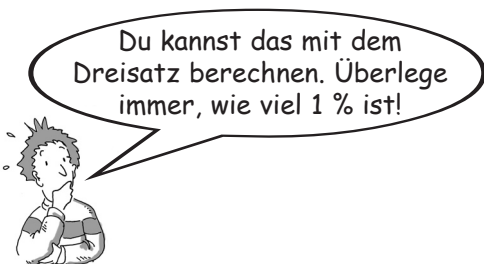 Du kannst das mit dem
Dreisatz berechnen. Überlege
immer, wie viel 1 % ist!